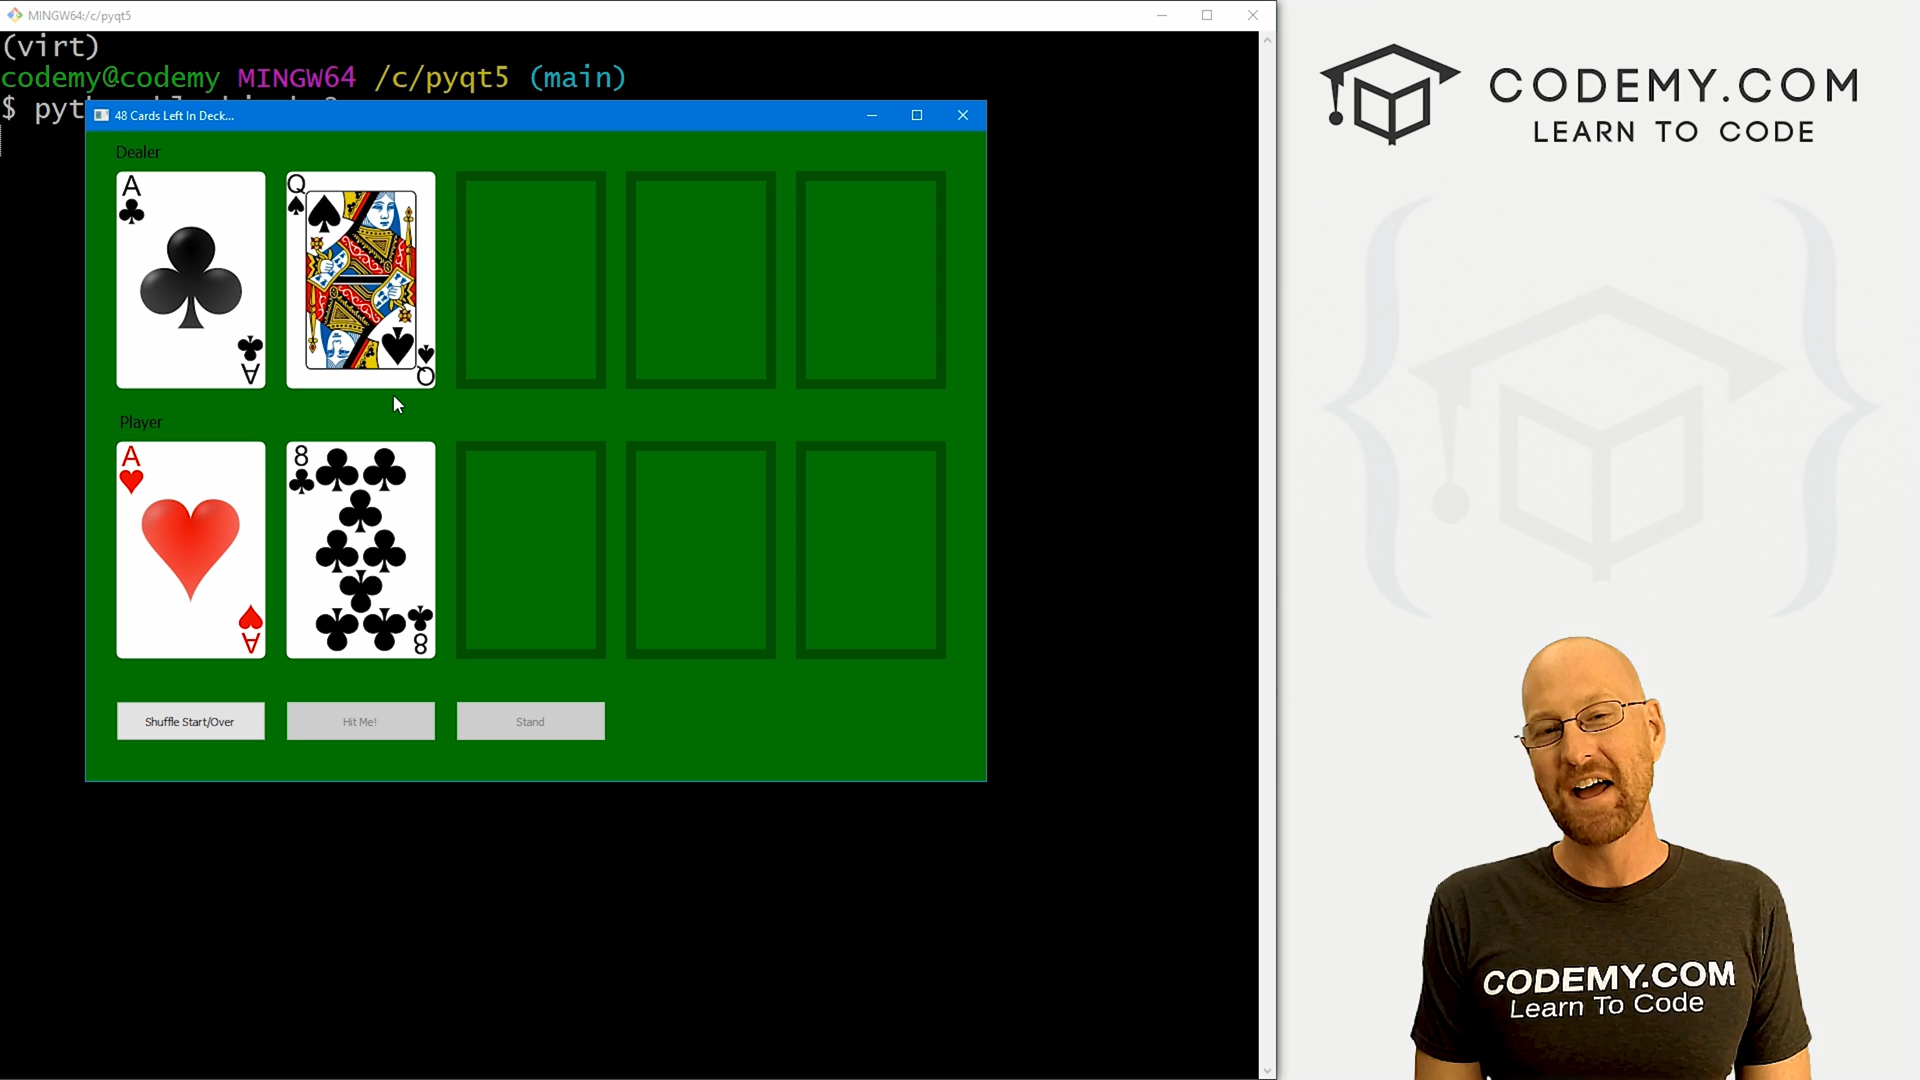 MINGW64:/c/pyqt5
(virt)
codemy@codemy MINGW64 /c/pyqt5 (main)
$ pyt
48 Cards Left In Deck...
Dealer
A
A
Q
Q
Player
A
A
8
8
Shuffle Start/Over
Hit Me!
Stand
CODEMY.COM
LEARN TO CODE
CODEMY.COM
Learn To Code